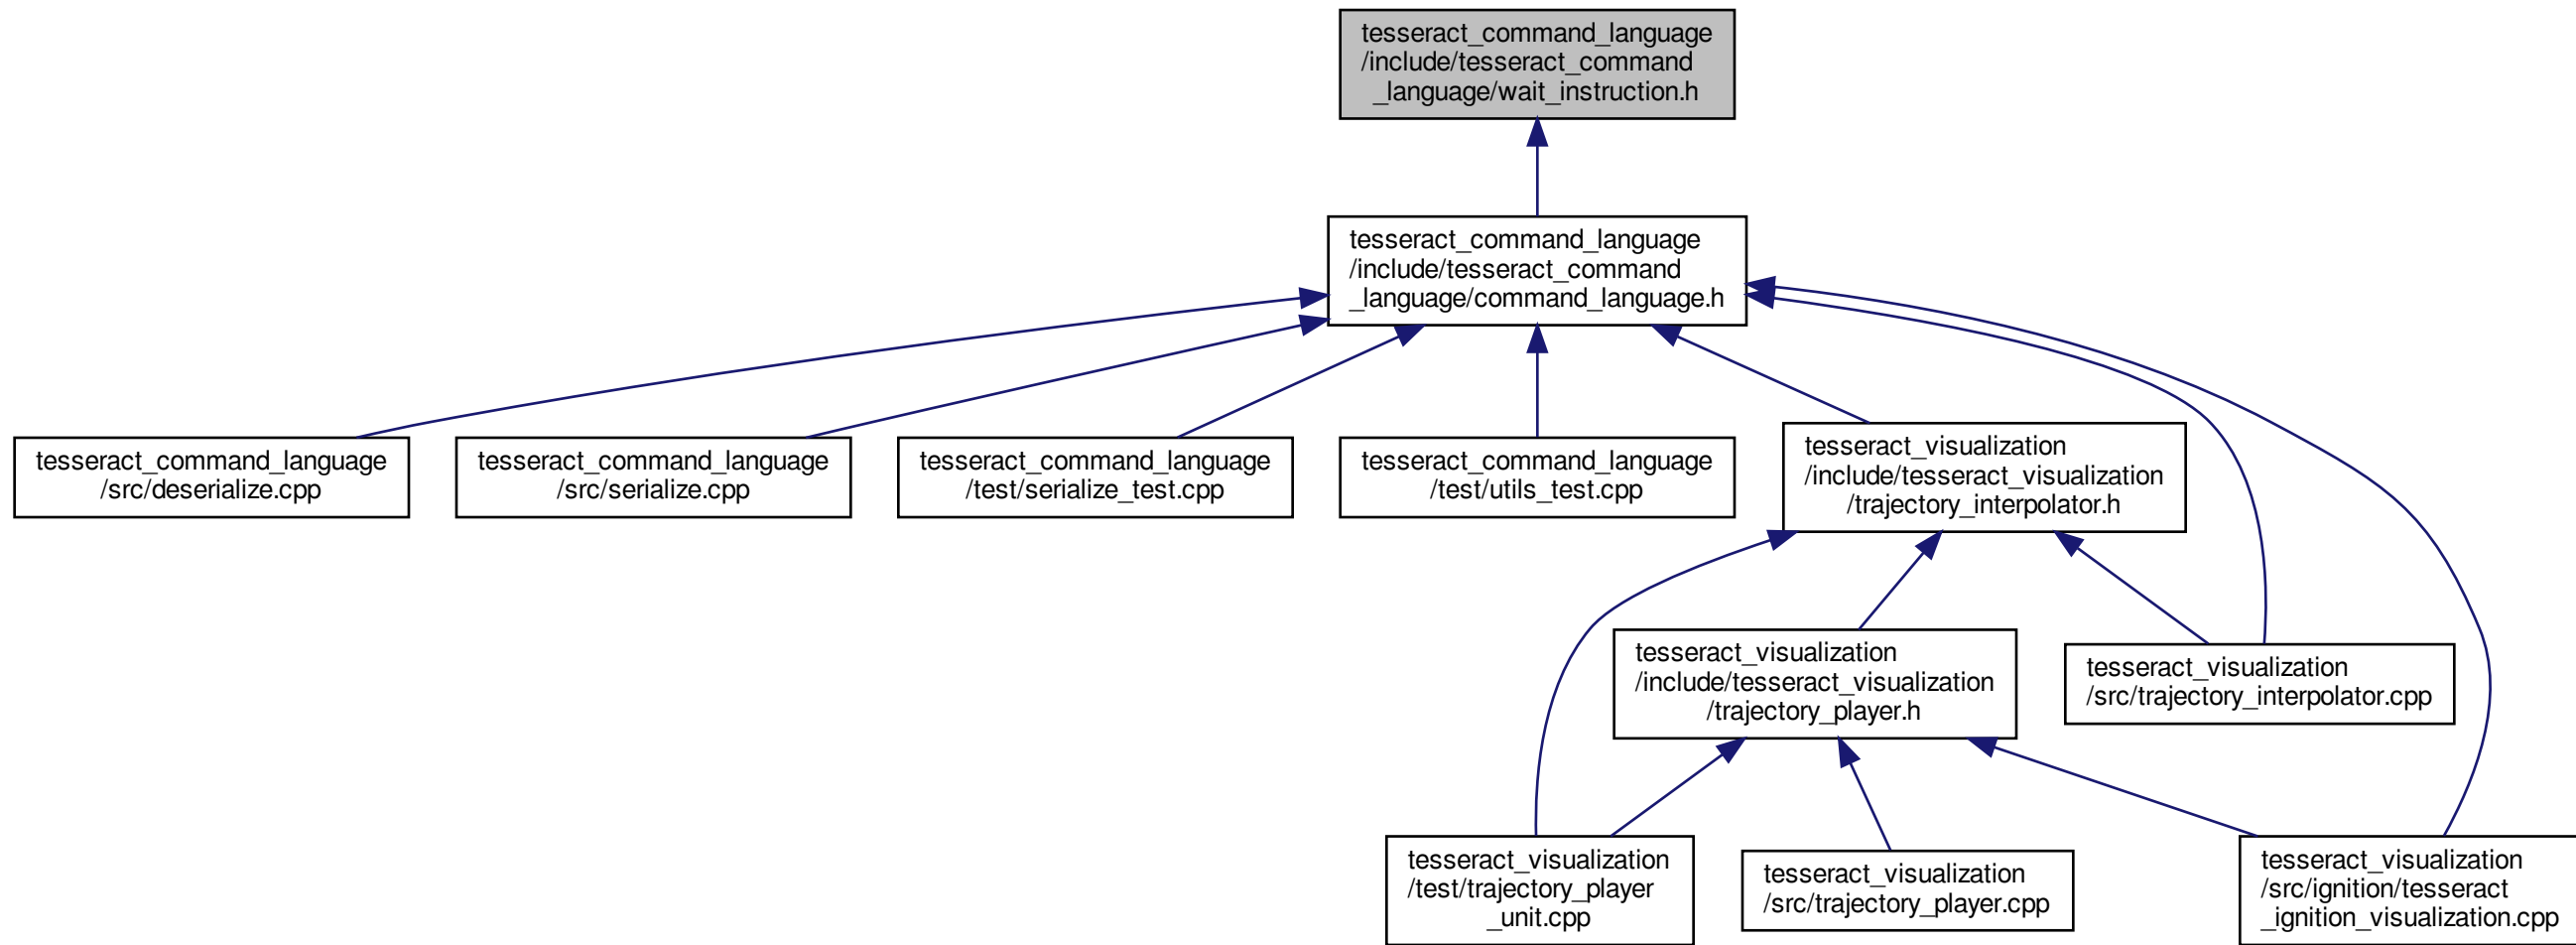 tesseract_command_language
/include/tesseract_command
_language/wait_instruction.h
tesseract_command_language
/include/tesseract_command
_language/command_language.h
tesseract_command_language
/src/deserialize.cpp
tesseract_command_language
/src/serialize.cpp
tesseract_command_language
/test/serialize_test.cpp
tesseract_command_language
/test/utils_test.cpp
tesseract_visualization
/include/tesseract_visualization
/trajectory_interpolator.h
tesseract_visualization
/include/tesseract_visualization
/trajectory_player.h
tesseract_visualization
/src/trajectory_interpolator.cpp
tesseract_visualization
/test/trajectory_player
_unit.cpp
tesseract_visualization
/src/trajectory_player.cpp
tesseract_visualization
/src/ignition/tesseract
_ignition_visualization.cpp